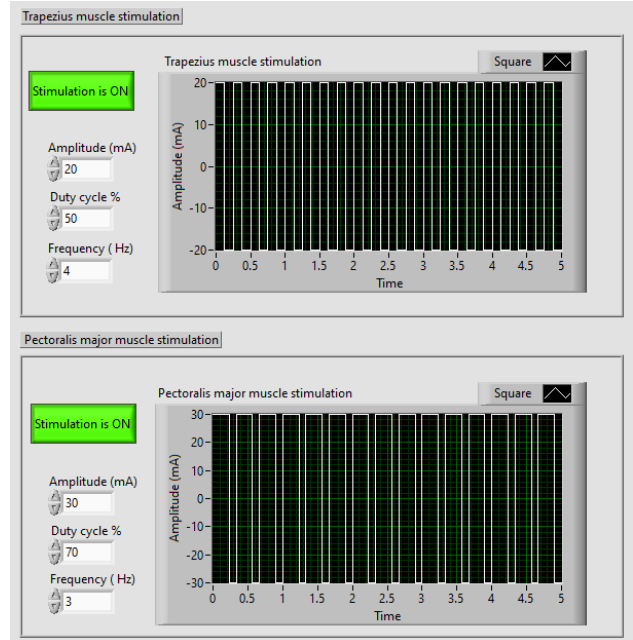 Trapezius muscle stimulation
Trapezius muscle stimulation Square
Stimulation is ON
Amplitude (mA)
20
Duty cycle %
50
Frequency ( Hz)
4
Amplitude (mA)
20
10
0
-10
-20
0 0.5 1 1.5 2 2.5 3 3.5 4 4.5 5
Time
Pectoralis major muscle stimulation
Pectoralis major muscle stimulation Square
Stimulation is ON
Amplitude (mA)
30
Duty cycle %
70
Frequency ( Hz)
3
Amplitude (mA)
30
20
10
0
-10
-20
-30
0 0.5 1 1.5 2 2.5 3 3.5 4 4.5 5
Time